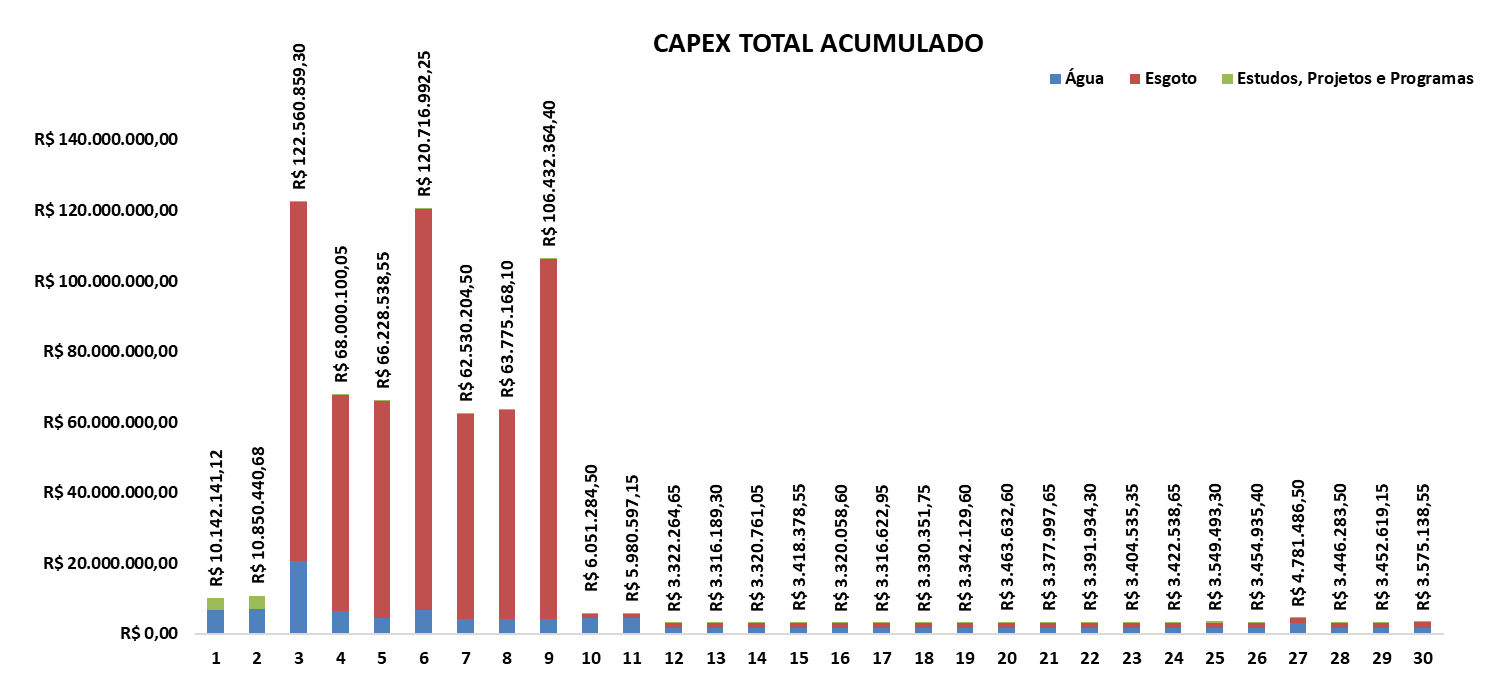 CAPEX TOTAL ACUMULADO
Água
Esgoto
Estudos, Projetos e Programas
R$ 140.000.000,00
R$ 120.000.000,00
R$ 100.000.000,00
R$ 80.000.000,00
R$ 60.000.000,00
R$ 40.000.000,00
R$ 20.000.000,00
R$ 0,00
R$ 10.142.141,12
R$ 10.850.440,68
R$ 122.560.859,30
R$ 68.000.100,05
R$ 66.228.538,55
R$ 120.716.992,25
R$ 62.530.204,50
R$ 63.775.168,10
R$ 106.432.364,40
R$ 6.051.284,50
R$ 5.980.597,15
R$ 3.322.264,65
R$ 3.316.189,30
R$ 3.320.761,05
R$ 3.418.378,55
R$ 3.320.058,60
R$ 3.316.622,95
R$ 3.330.351,75
R$ 3.342.129,60
R$ 3.463.632,60
R$ 3.377.997,65
R$ 3.391.934,30
R$ 3.404.535,35
R$ 3.422.538,65
R$ 3.549.493,30
R$ 3.454.935,40
R$ 4.781.486,50
R$ 3.446.283,50
R$ 3.452.619,15
R$ 3.575.138,55
1 2 3 4 5 6 7 8 9 10 11 12 13 14 15 16 17 18 19 20 21 22 23 24 25 26 27 28 29 30